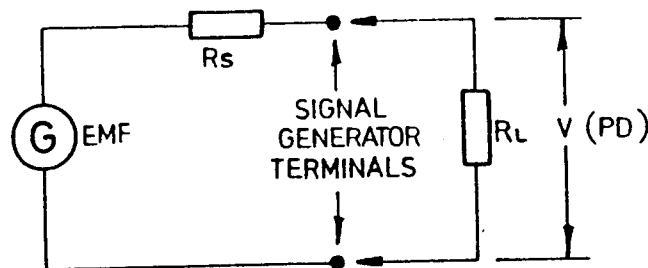 Rs
G EMF
SIGNAL
GENERATOR
TERMINALS
RL
V (PD)